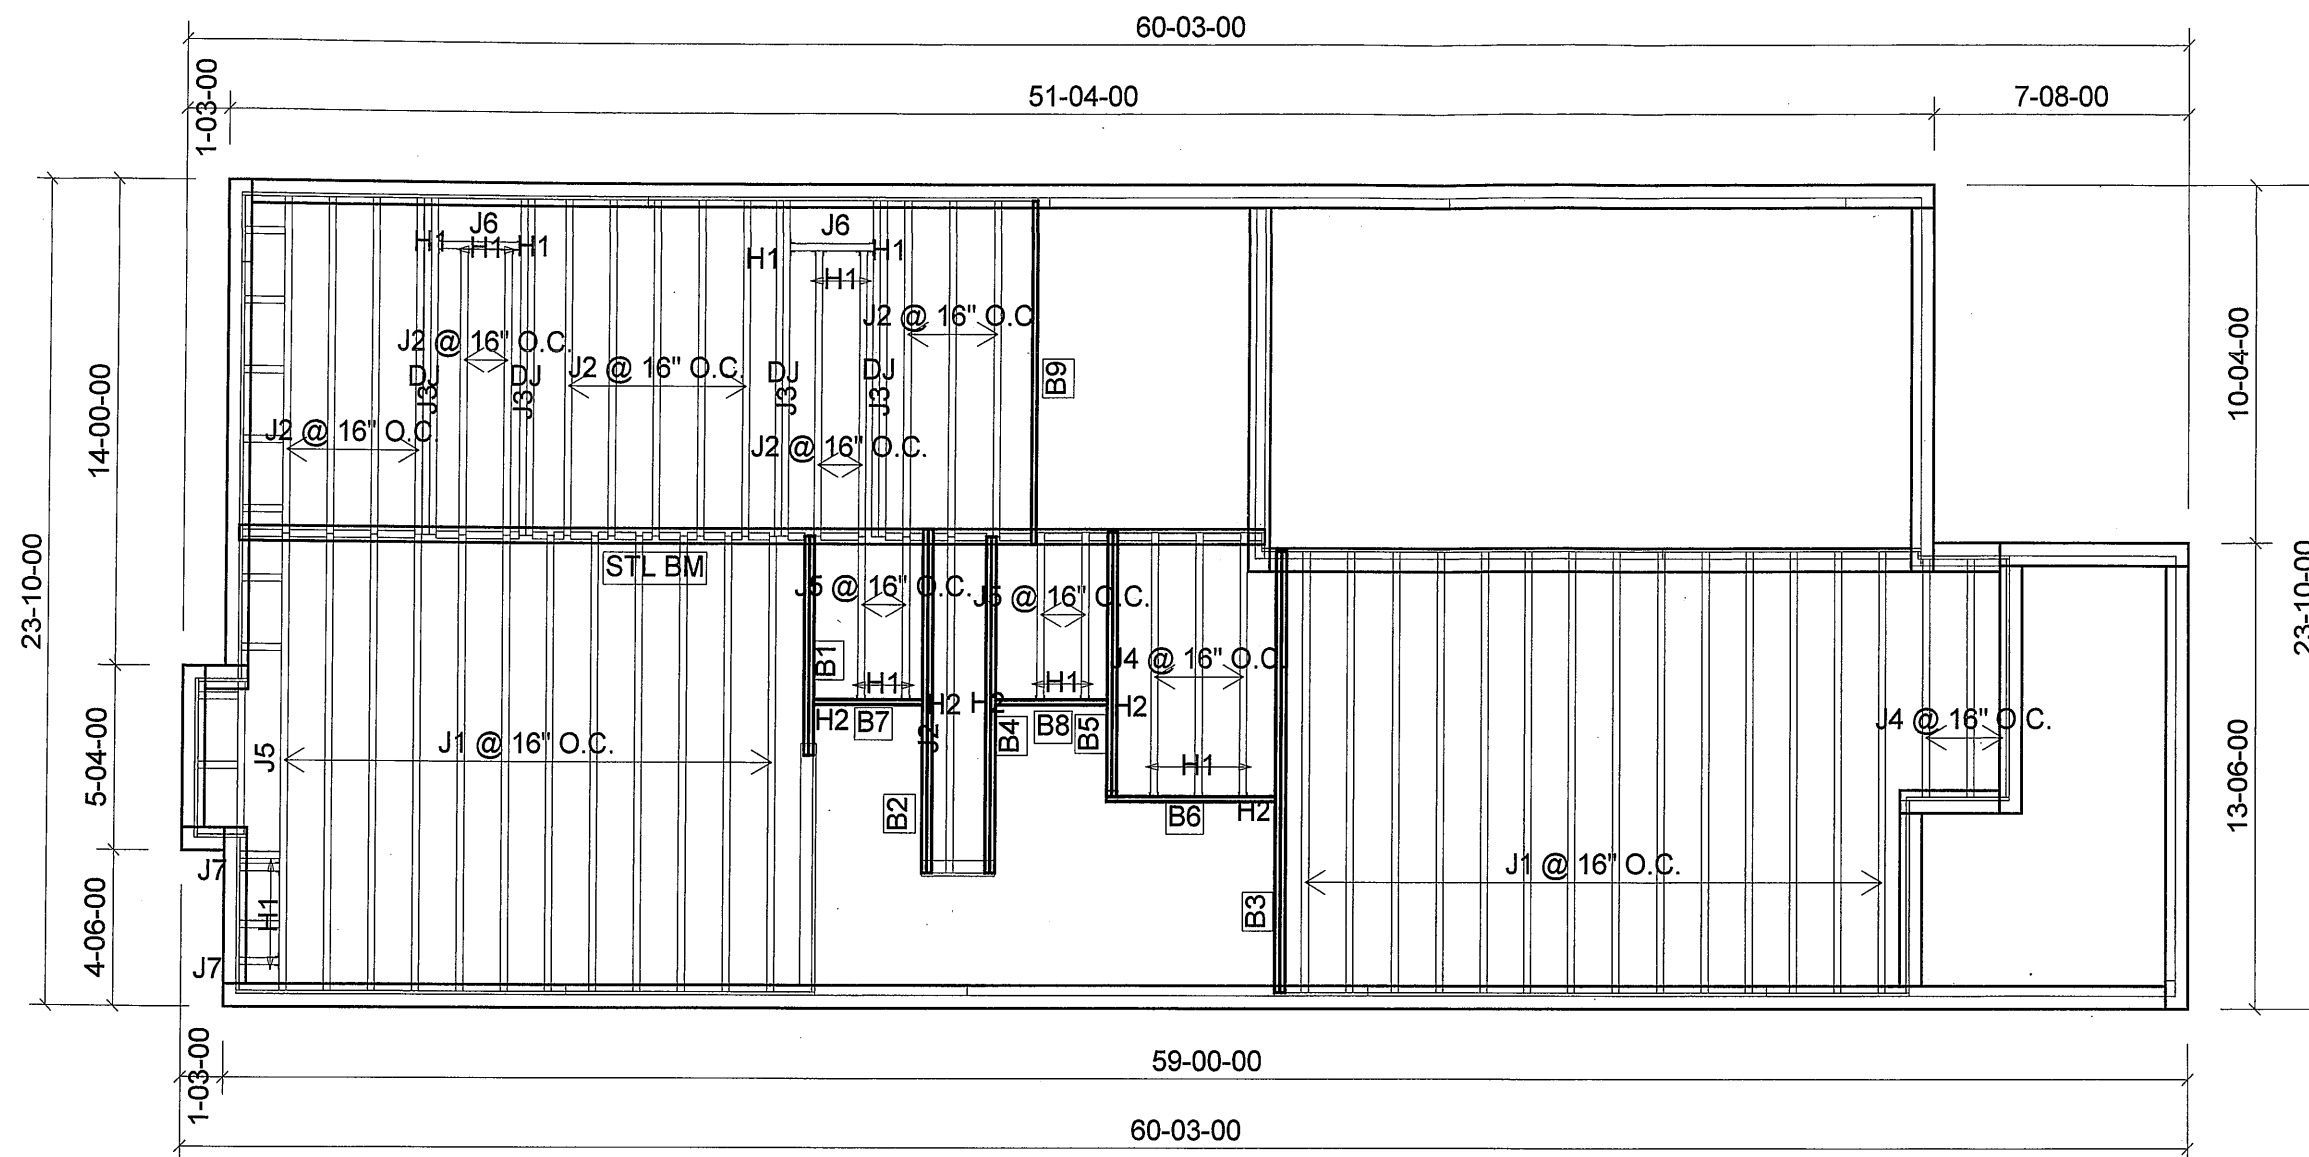 60-03-00
1-03-00
51-04-00
7-08-00
J6
H1
H1
H1
J6
H1
H1
H1
J2 @ 16" O.C.
J2 @ 16" O.C.
J2 @ 16" O.C.
DJ
J3
DJ
J3
DJ
J3
DJ
J3
B9
J2 @ 16" O.C.
J2 @ 16" O.C.
14-00-00
10-04-00
23-10-00
23-10-00
STL BM
J5 @ 16" O.C.
J5 @ 16" O.C.
B1
J4 @ 16" O.C.
H1
H1
H2
H2
H2
H2
B7
B8
B4
B5
J2
J4 @ 16" O.C.
5-04-00
J5
J1 @ 16" O.C.
H1
13-06-00
B2
B6
H2
J7
J1 @ 16" O.C.
H1
B3
4-06-00
J7
1-03-00
59-00-00
60-03-00